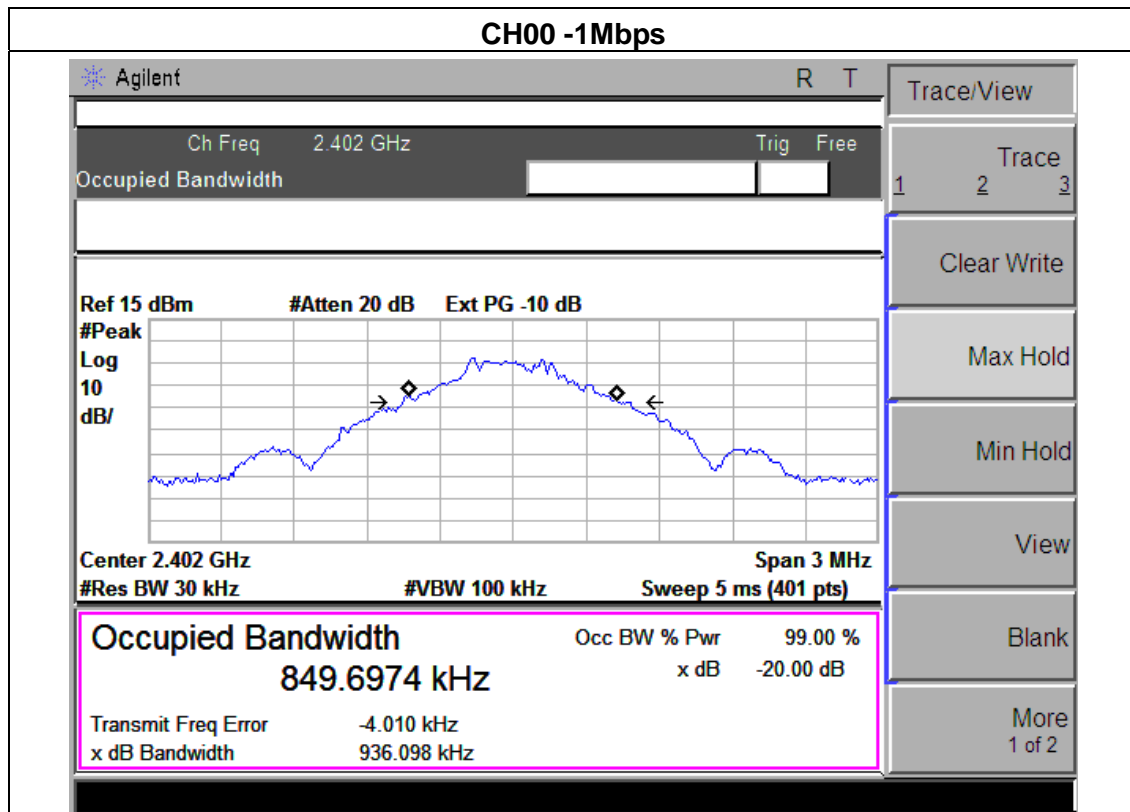 CH00 -1Mbps
Agilent R T
Ch Freq 2.402 GHz Trig Free
Occupied Bandwidth
Ref 15 dBm #Atten 20 dB Ext PG -10 dB
#Peak
Log
10
dB/
Center 2.402 GHz Span 3 MHz
#Res BW 30 kHz #VBW 100 kHz Sweep 5 ms (401 pts)
Occupied Bandwidth Occ BW % Pwr 99.00 %
849.6974 kHz x dB -20.00 dB
Transmit Freq Error -4.010 kHz
x dB Bandwidth 936.098 kHz
Trace/View
Trace
1 2 3
Clear Write
Max Hold
Min Hold
View
Blank
More
1 of 2